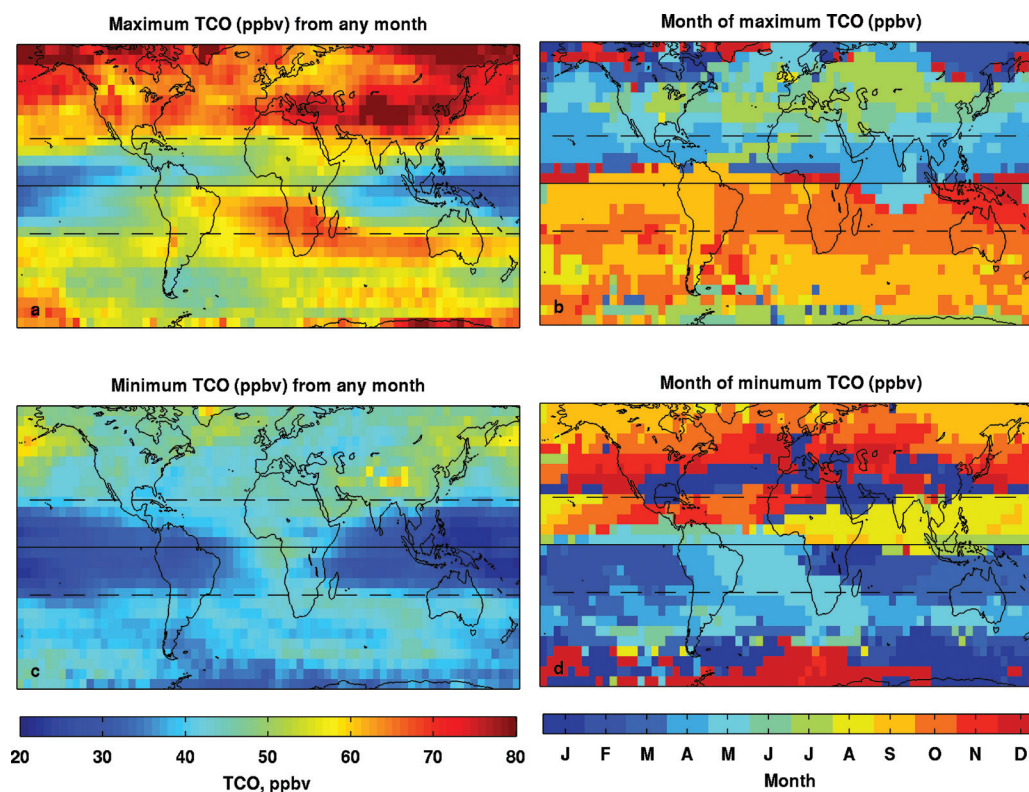 Maximum TCO (ppbv) from any month
Month of maximum TCO (ppbv)
a
b
Minimum TCO (ppbv) from any month
Month of minumum TCO (ppbv)
c
d
20 30 40 50 60 70 80
TCO, ppbv
J F M A M J J A S O N D
Month